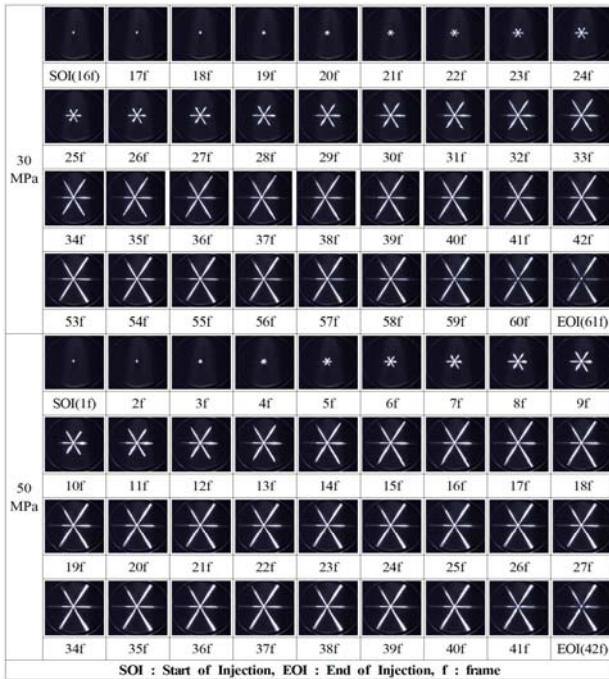 SOI(16f) 17f 18f 19f 20f 21f 22f 23f 24f
25f 26f 27f 28f 29f 30f 31f 32f 33f
30
MPa
34f 35f 36f 37f 38f 39f 40f 41f 42f
53f 54f 55f 56f 57f 58f 59f 60f EOI(61f)
SOI(1f) 2f 3f 4f 5f 6f 7f 8f 9f
10f 11f 12f 13f 14f 15f 16f 17f 18f
50
MPa
19f 20f 21f 22f 23f 24f 25f 26f 27f
34f 35f 36f 37f 38f 39f 40f 41f EOI(42f)
SOI : Start of Injection, EOI : End of Injection, f : frame